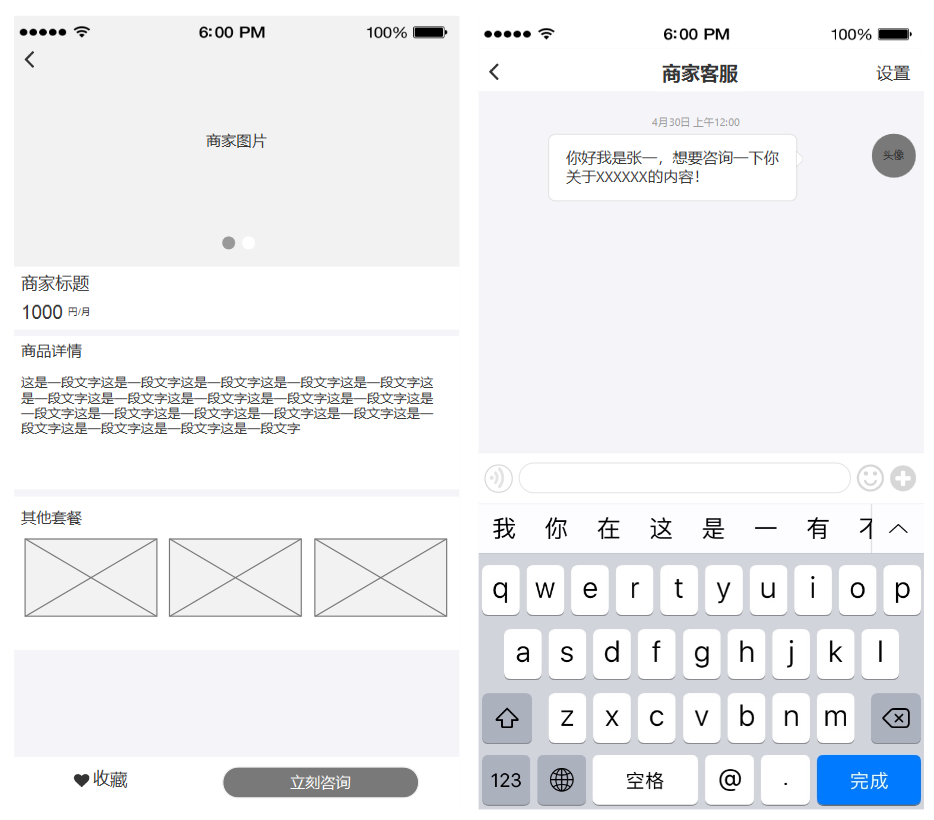 6:00 PM
100%
商家图片
商家标题
1000 円/月
商品详情
这是一段文字这是一段文字这是一段文字这是一段文字这是一段文字这
是一段文字这是一段文字这是一段文字这是一段文字这是一段文字这是
一段文字这是一段文字这是一段文字这是一段文字这是一段文字这是一
段文字这是一段文字这是一段文字这是一段文字
其他套餐
收藏
立刻咨询
6:00 PM
100%
商家客服
设置
4月30日 上午12:00
你好我是张一，想要咨询一下你
关于XXXXXX的内容！
头像
我 你 在 这 是 一 有 不
q w e r t y u i o p
a s d f g h j k l
z x c v b n m
123 空格 @ . 完成